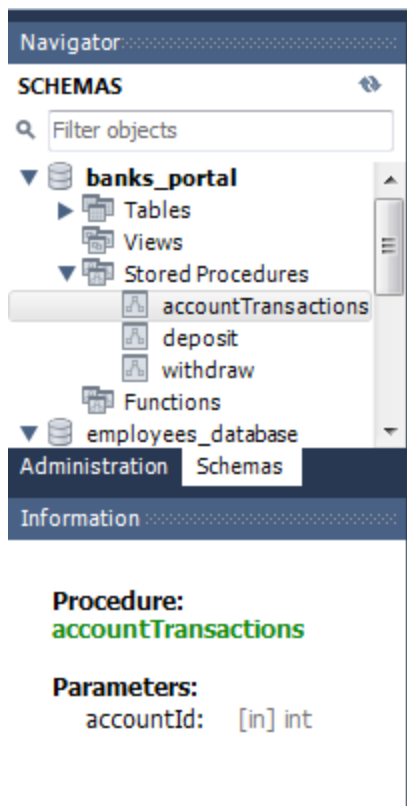 Navigator
SCHEMAS
Filter objects
banks_portal
Tables
Views
Stored Procedures
accountTransactions
deposit
withdraw
Functions
employees_database
Administration Schemas
Information
Procedure:
accountTransactions
Parameters:
accountId: [in] int